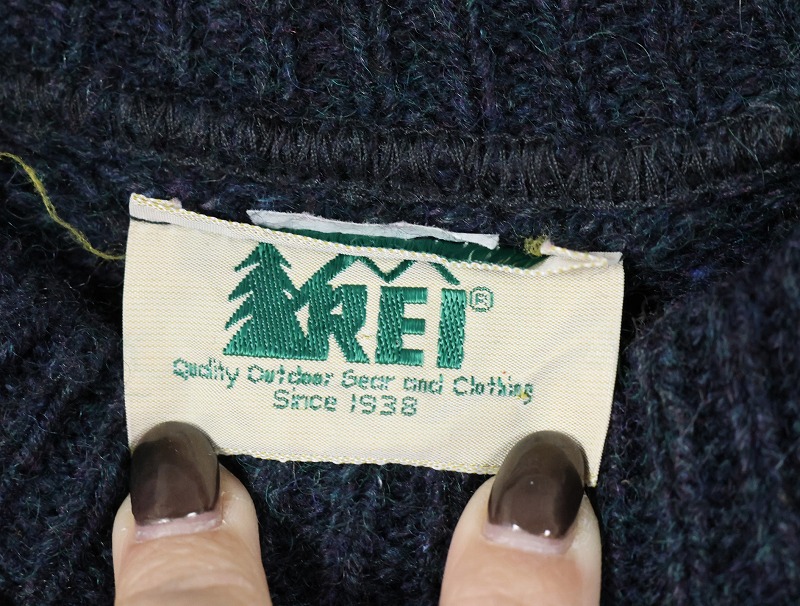 REI®
Quality Outdoor Gear and Clothing
Since 1938